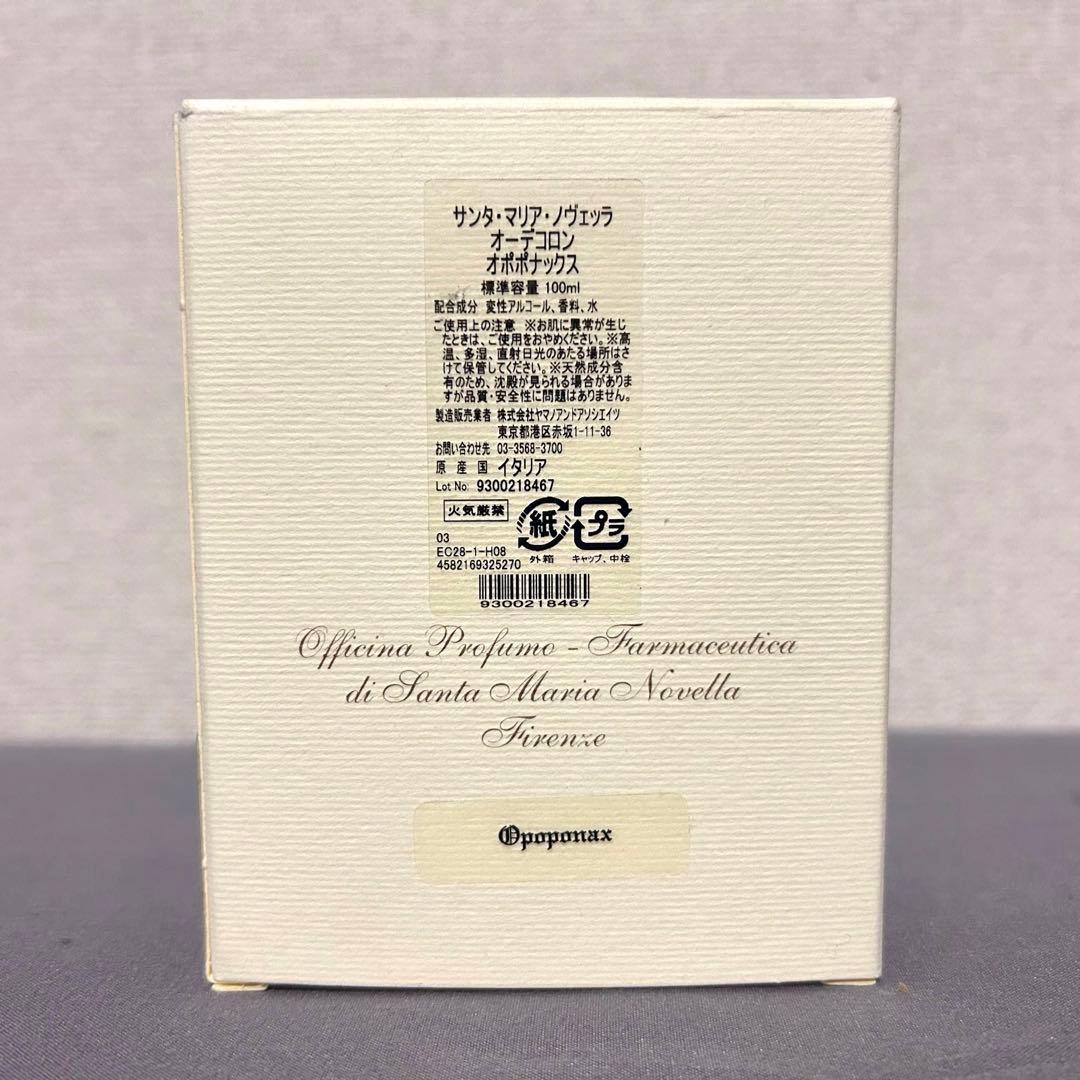 サンタ・マリア・ノヴェッラ
オーデコロン
オポポナックス
標準容量 100ml
配合成分 変性アルコール、香料、水
ご使用上の注意 ※お肌に異常が生じ
たときは、ご使用をおやめください。※高
温、多湿、直射日光のあたる場所はさ
けて保管してください。※天然成分含
有のため、沈殿が見られる場合がありま
すが品質・安全性に問題はありません。
製造販売業者 株式会社ヤマノアンドアソシエイツ
東京都港区赤坂1-11-36
お問い合わせ先 03-3568-3700
原産国 イタリア
Lot No. 9300218467
火気厳禁
紙
プラ
03
EC28-1-H08
外箱
キャップ、中栓
4582169325270
9300218467
Officina Profumo - Farmaceutica
di Santa Maria Novella
Firenze
Opoponax